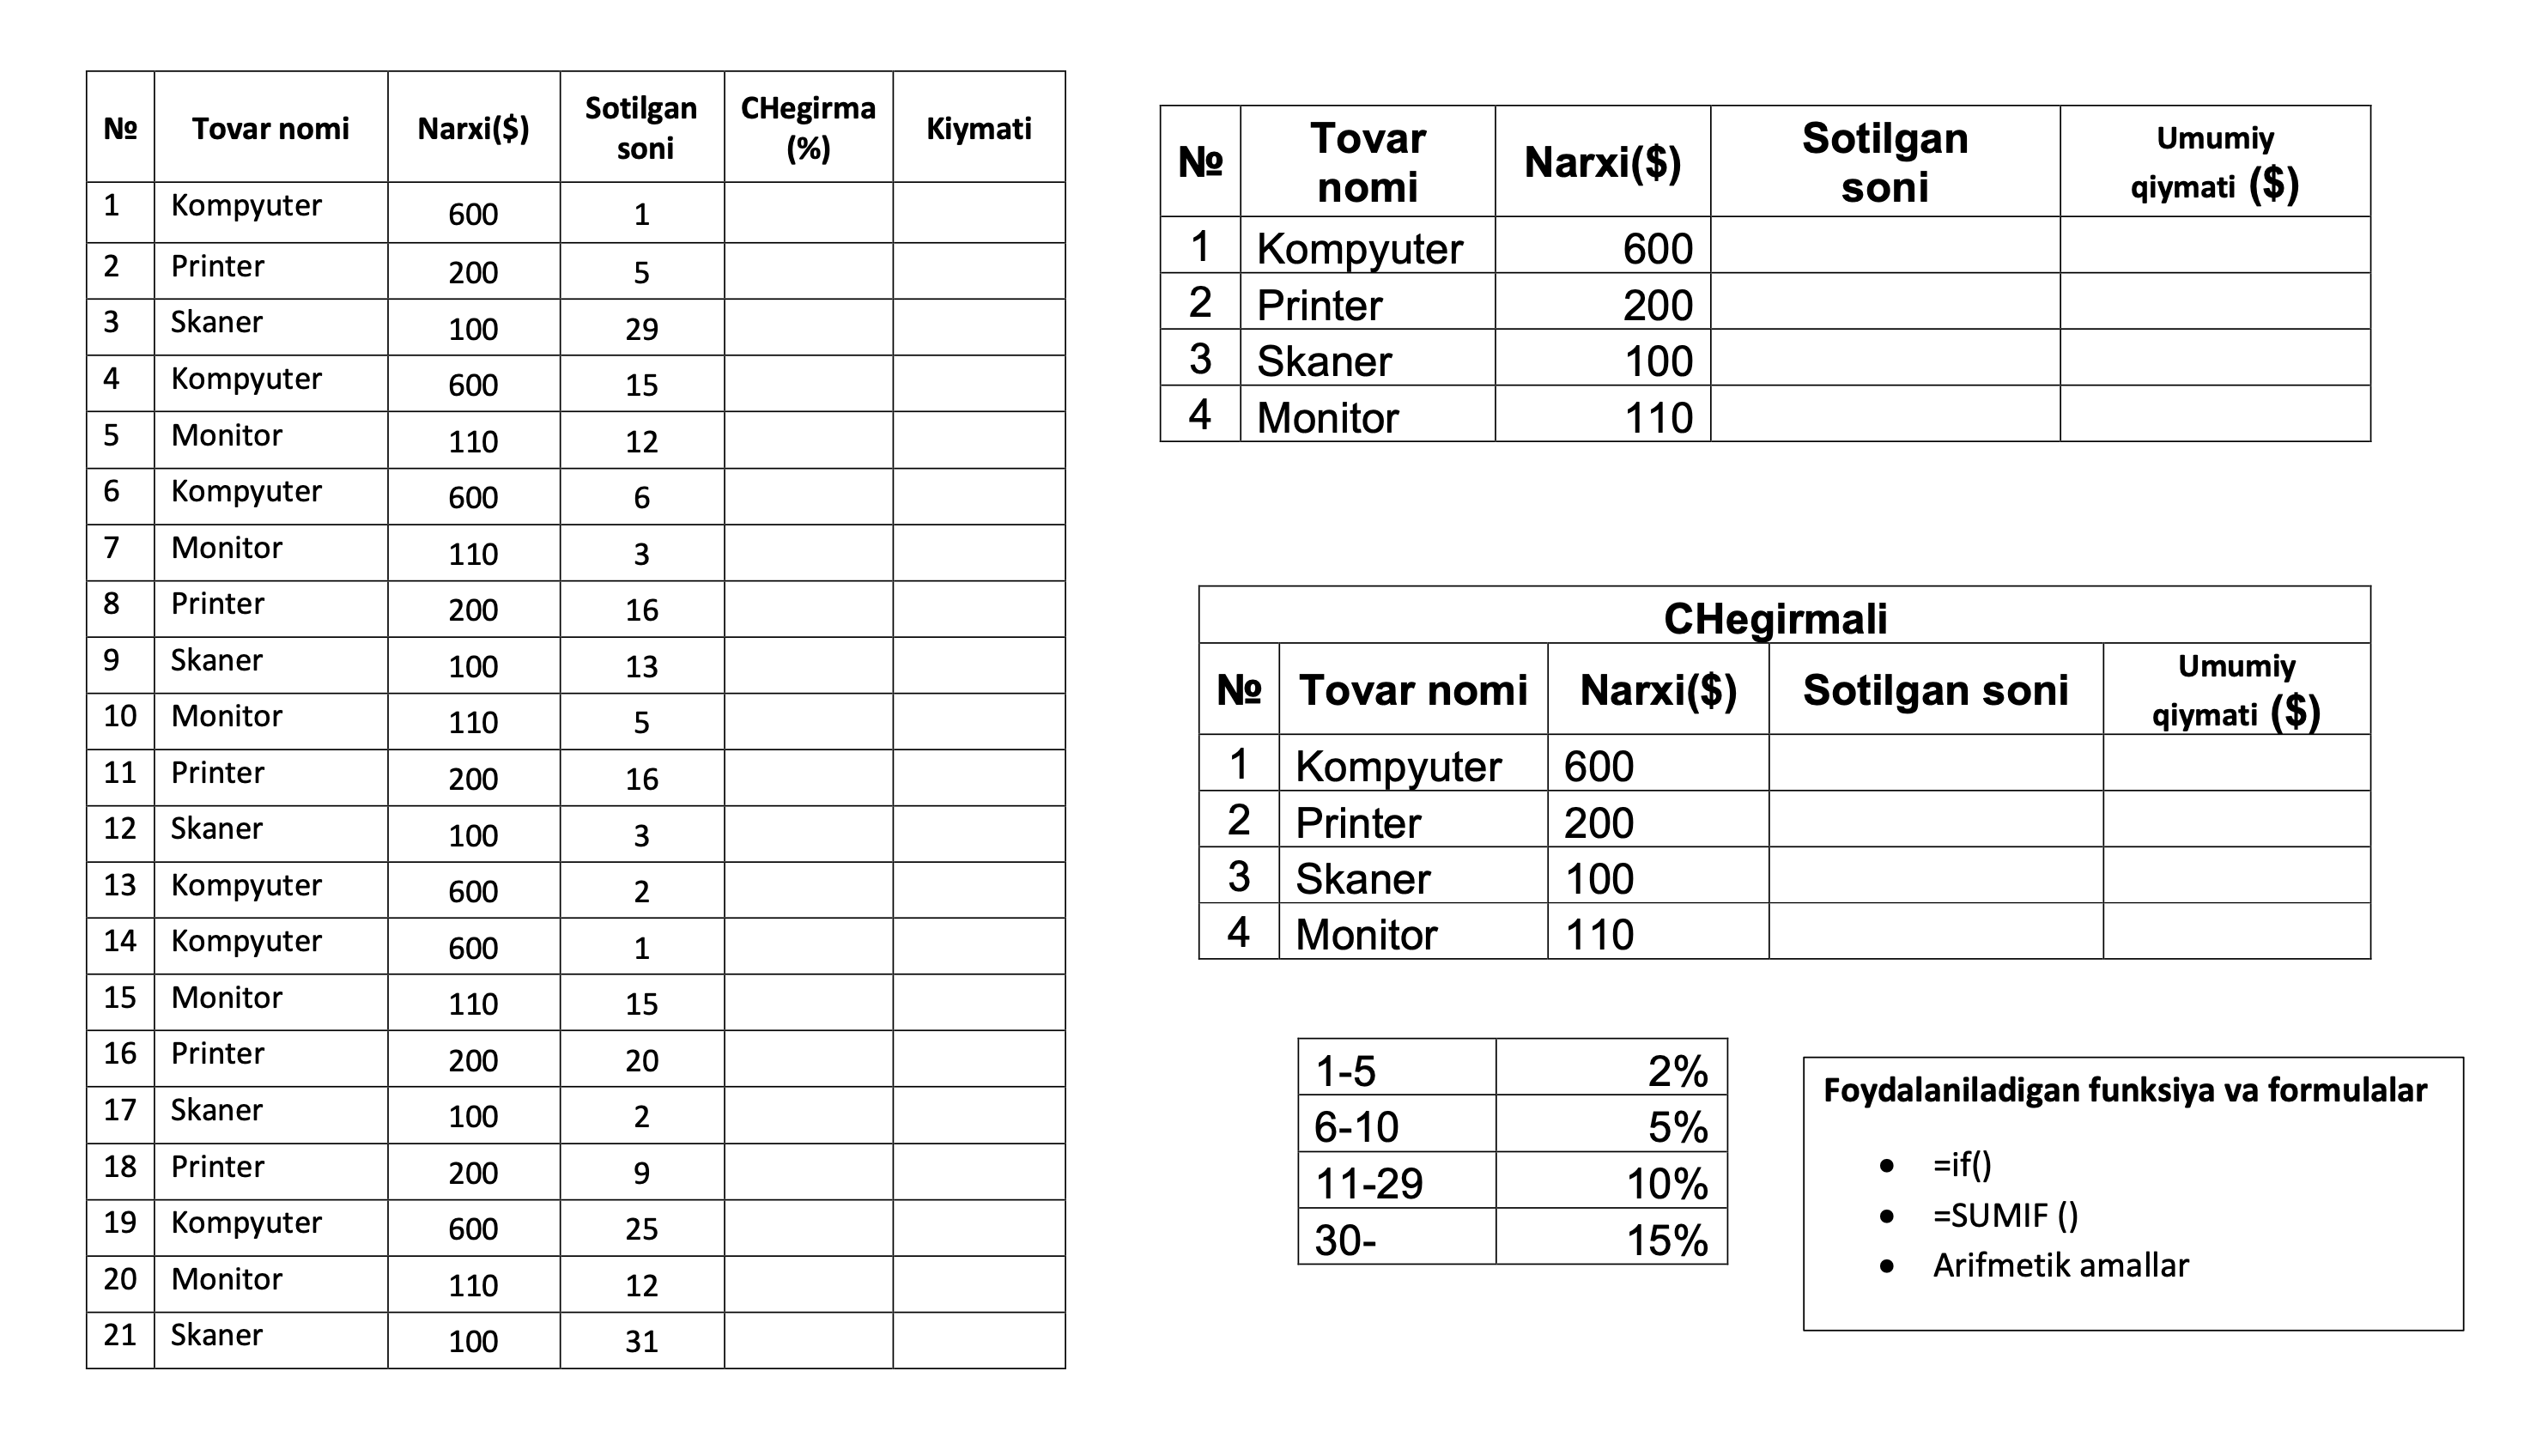 № Tovar nomi Narxi($) Sotilgan soni CHegirma (%) Kiymati
1 Kompyuter 600 1
2 Printer 200 5
3 Skaner 100 29
4 Kompyuter 600 15
5 Monitor 110 12
6 Kompyuter 600 6
7 Monitor 110 3
8 Printer 200 16
9 Skaner 100 13
10 Monitor 110 5
11 Printer 200 16
12 Skaner 100 3
13 Kompyuter 600 2
14 Kompyuter 600 1
15 Monitor 110 15
16 Printer 200 20
17 Skaner 100 2
18 Printer 200 9
19 Kompyuter 600 25
20 Monitor 110 12
21 Skaner 100 31
№ Tovar nomi Narxi($) Sotilgan soni Umumiy qiymati ($)
1 Kompyuter 600
2 Printer 200
3 Skaner 100
4 Monitor 110
CHegirmali
№ Tovar nomi Narxi($) Sotilgan soni Umumiy qiymati ($)
1 Kompyuter 600
2 Printer 200
3 Skaner 100
4 Monitor 110
1-5 2%
6-10 5%
11-29 10%
30- 15%
Foydalaniladigan funksiya va formulalar
• =if()
• =SUMIF ()
• Arifmetik amallar